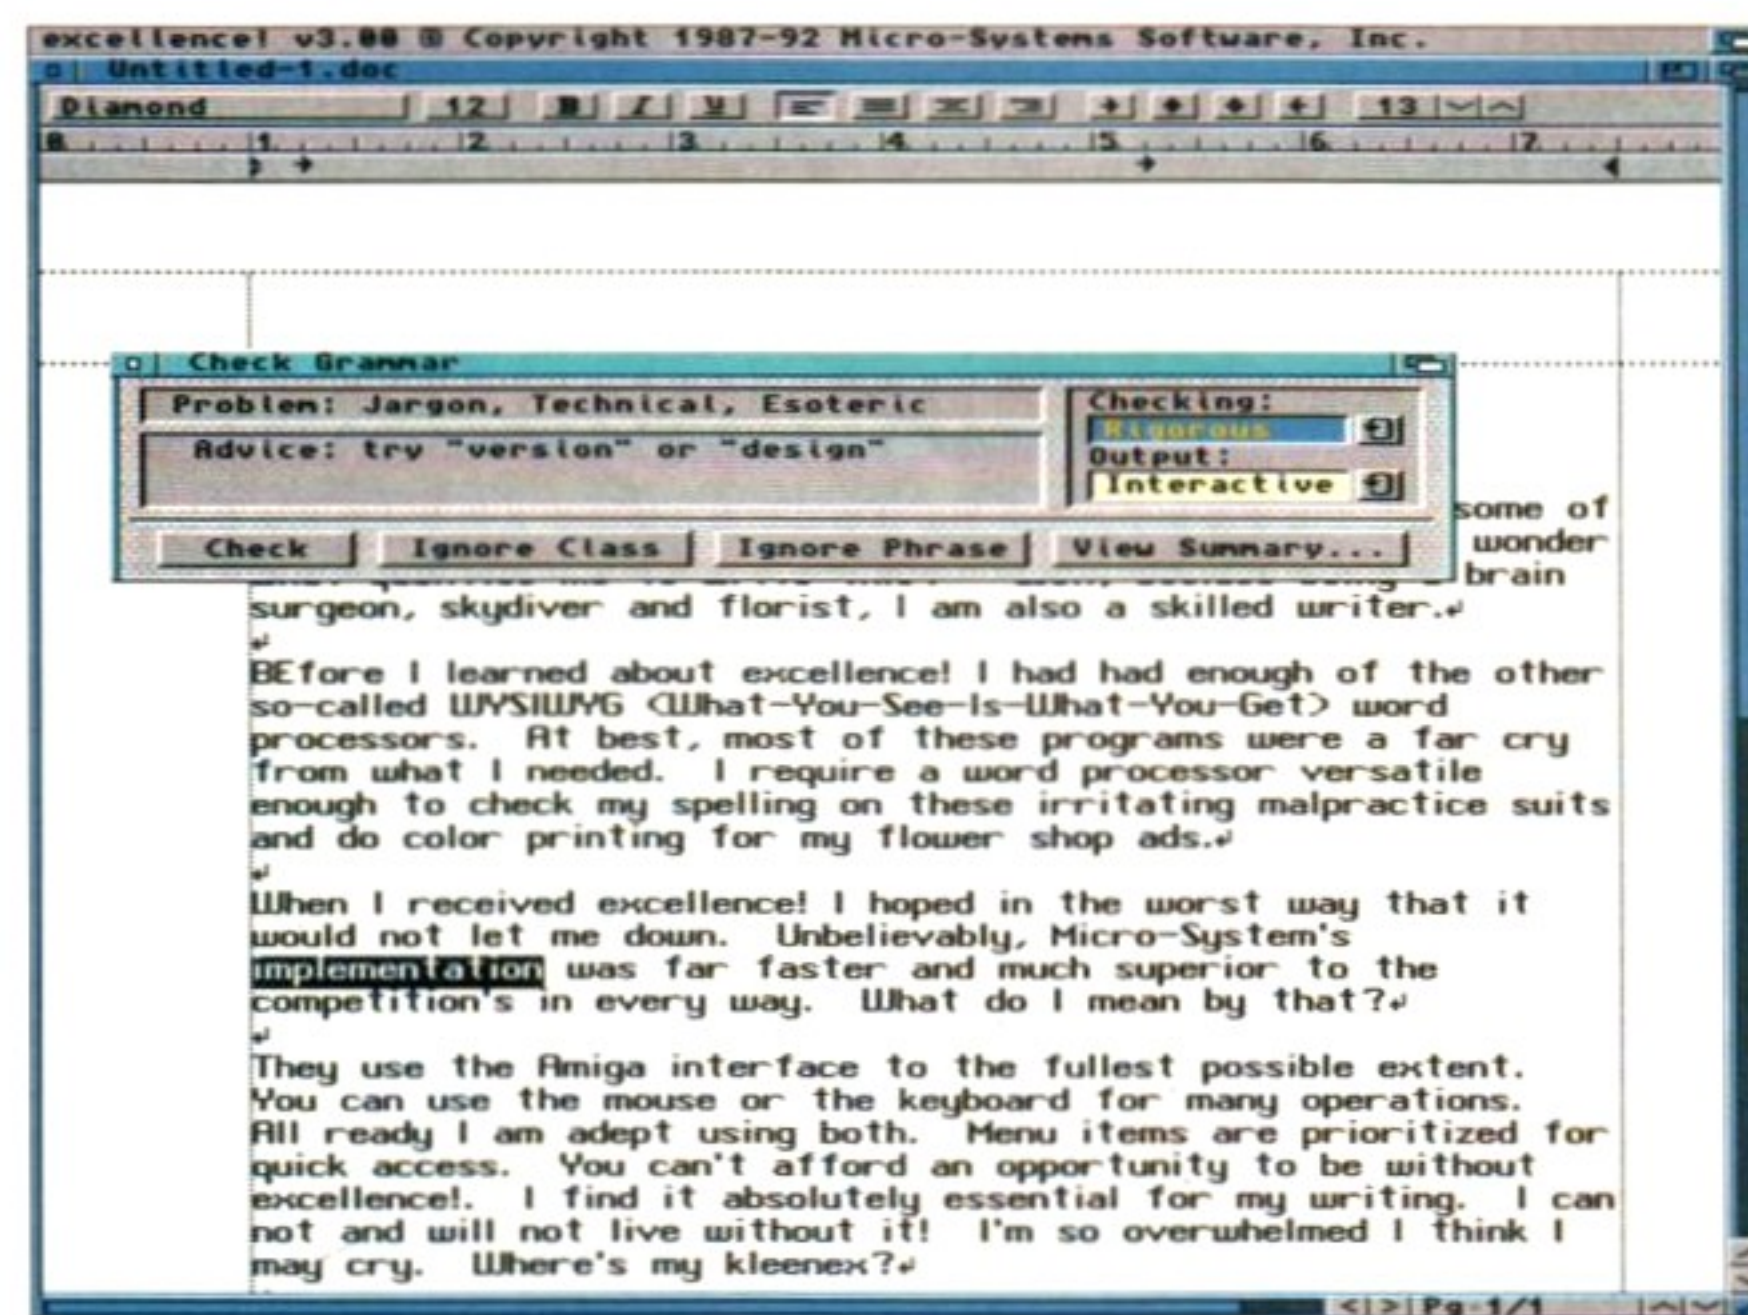 excellence! v3.00 © Copyright 1987-92 Micro-Systems Software, Inc.
Untitled-1.doc
Diamond 12 B I U 13
0 1 2 3 4 5 6 7
Check Grammar
Problem: Jargon, Technical, Esoteric
Advice: try "version" or "design"
Checking:
Rigorous
Output:
Interactive
Check Ignore Class Ignore Phrase View Summary...
some of
wonder
brain
surgeon, skydiver and florist, I am also a skilled writer.
BEfore I learned about excellence! I had had enough of the other
so-called WYSIWYG <What-You-See-Is-What-You-Get> word
processors. At best, most of these programs were a far cry
from what I needed. I require a word processor versatile
enough to check my spelling on these irritating malpractice suits
and do color printing for my flower shop ads.
When I received excellence! I hoped in the worst way that it
would not let me down. Unbelievably, Micro-System's
implementation was far faster and much superior to the
competition's in every way. What do I mean by that?
They use the Amiga interface to the fullest possible extent.
You can use the mouse or the keyboard for many operations.
All ready I am adept using both. Menu items are prioritized for
quick access. You can't afford an opportunity to be without
excellence!. I find it absolutely essential for my writing. I can
not and will not live without it! I'm so overwhelmed I think I
may cry. Where's my kleenex?
<|>|Pg-1/1